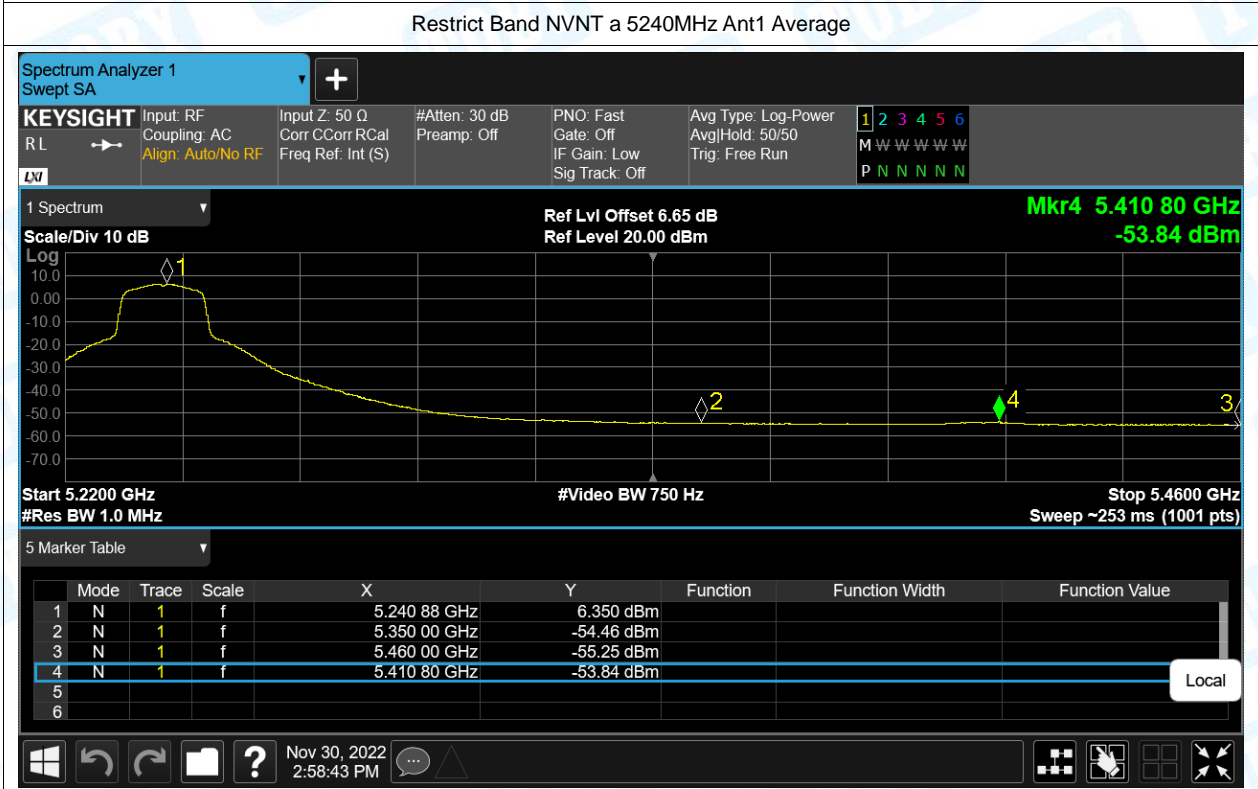 Restrict Band NVNT a 5240MHz Ant1 Average
Spectrum Analyzer 1
Swept SA
+
KEYSIGHT
RL
LXI
Input: RF
Coupling: AC
Align: Auto/No RF
Input Z: 50 Ω
Corr CCorr RCal
Freq Ref: Int (S)
#Atten: 30 dB
Preamp: Off
PNO: Fast
Gate: Off
IF Gain: Low
Sig Track: Off
Avg Type: Log-Power
Avg|Hold: 50/50
Trig: Free Run
1 2 3 4 5 6
M W W W W W
P N N N N N
1 Spectrum
Scale/Div 10 dB
Ref Lvl Offset 6.65 dB
Ref Level 20.00 dBm
Mkr4 5.410 80 GHz
-53.84 dBm
Log
10.0
0.00
-10.0
-20.0
-30.0
-40.0
-50.0
-60.0
-70.0
1
2
4
3
Start 5.2200 GHz
#Video BW 750 Hz
Stop 5.4600 GHz
#Res BW 1.0 MHz
Sweep ~253 ms (1001 pts)
5 Marker Table
Mode Trace Scale X Y Function Function Width Function Value
1 N 1 f 5.240 88 GHz 6.350 dBm
2 N 1 f 5.350 00 GHz -54.46 dBm
3 N 1 f 5.460 00 GHz -55.25 dBm
4 N 1 f 5.410 80 GHz -53.84 dBm
5
6
Local
?
Nov 30, 2022
2:58:43 PM